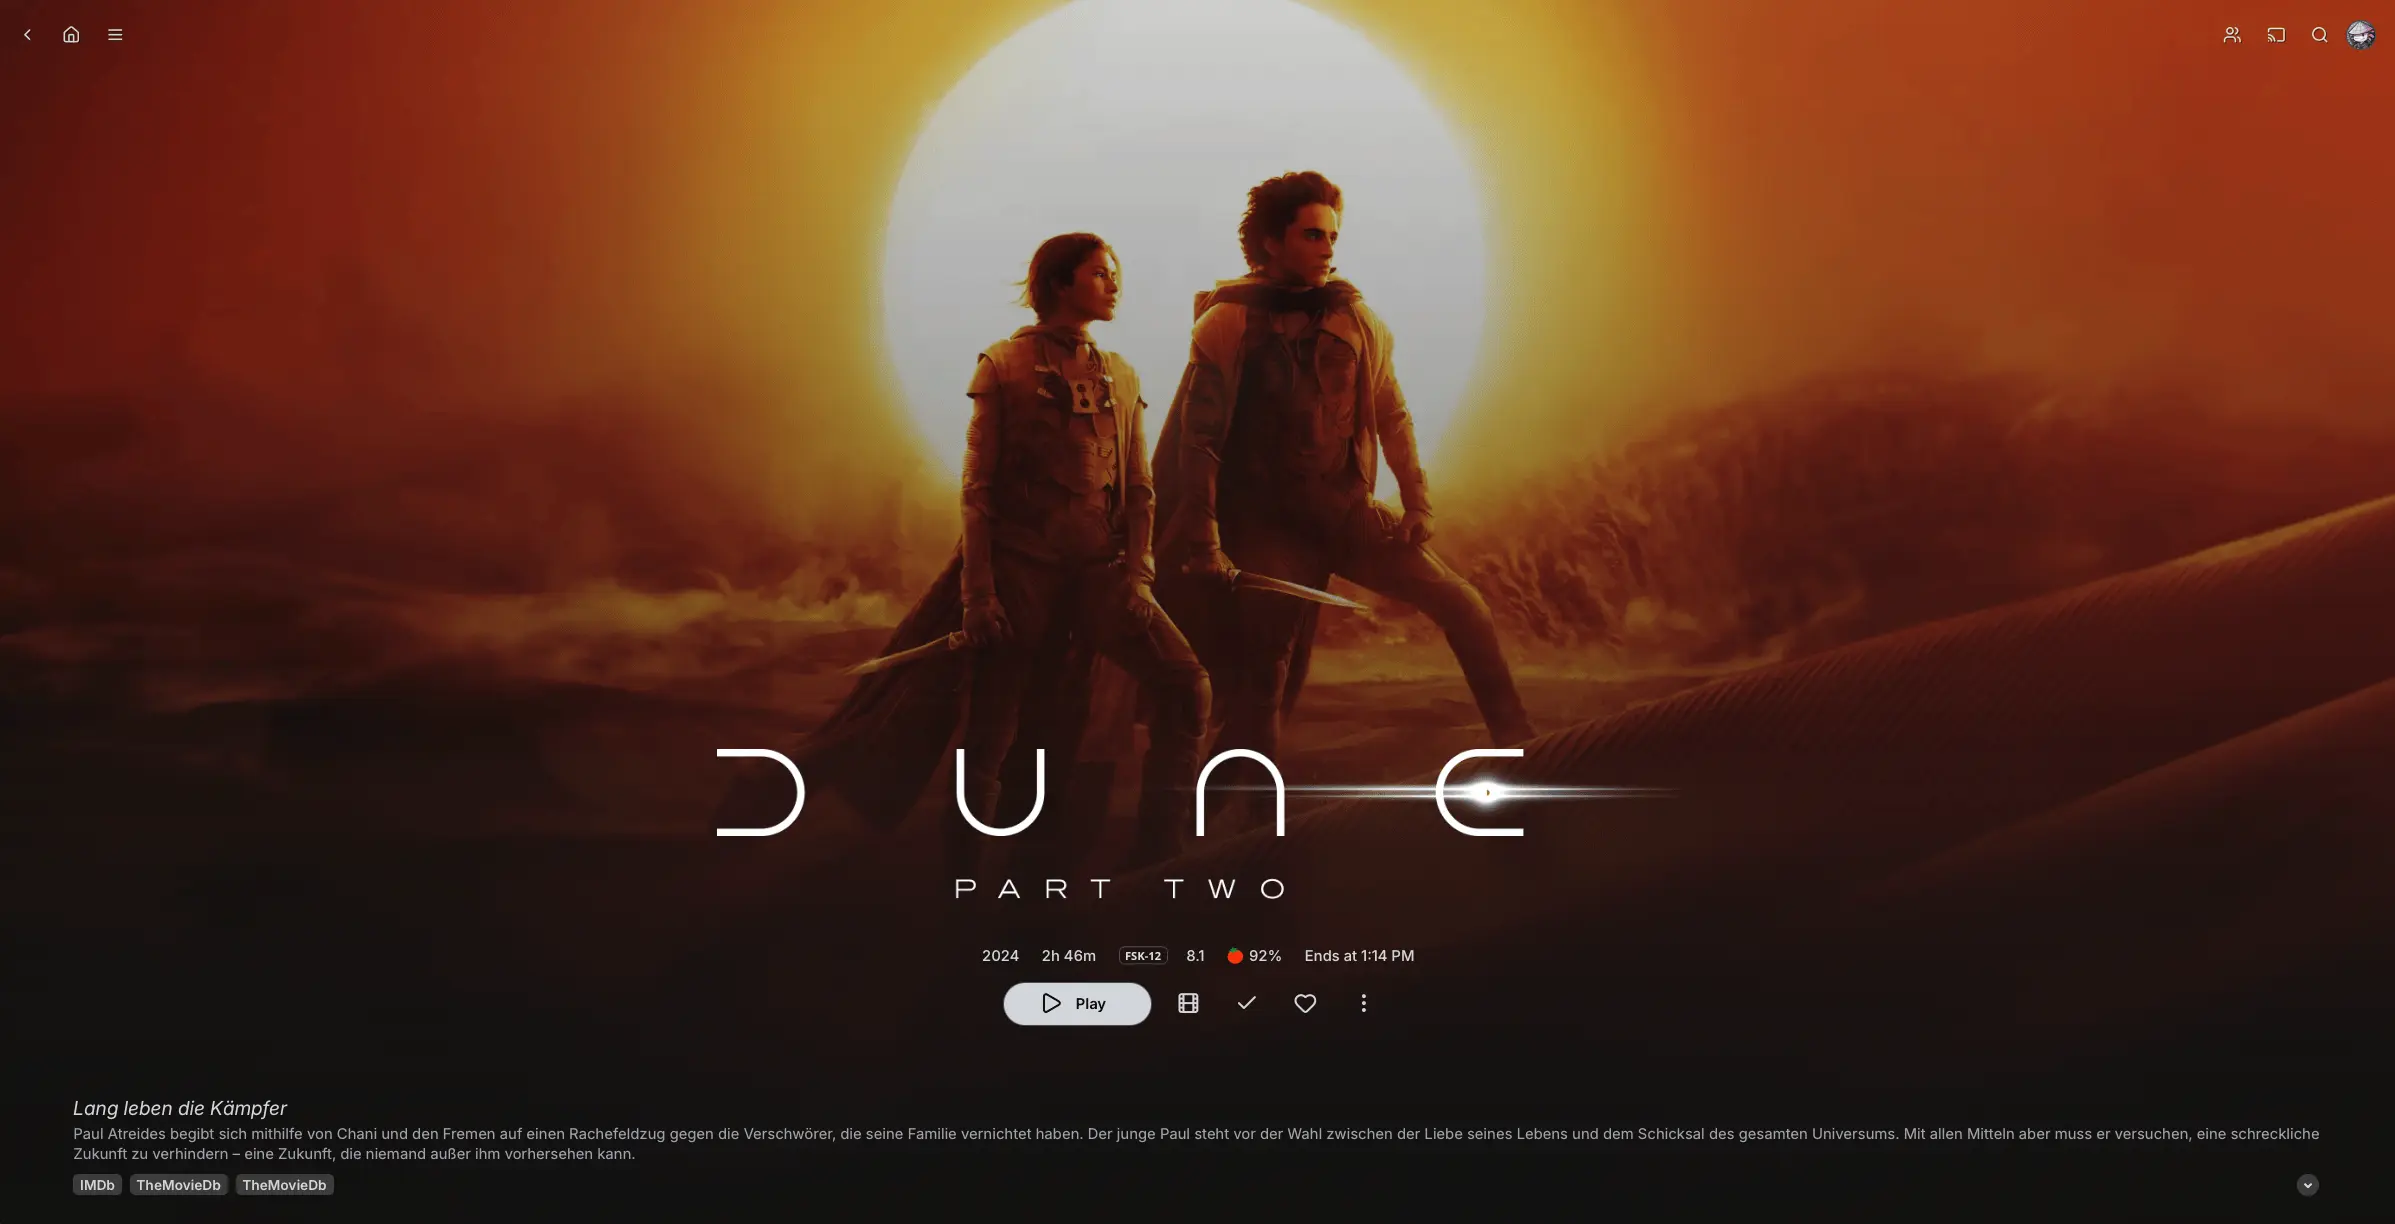 DUNE
PART TWO
2024 2h 46m FSK-12 8.1 92% Ends at 1:14 PM
Play
Lang leben die Kämpfer
Paul Atreides begibt sich mithilfe von Chani und den Fremen auf einen Rachefeldzug gegen die Verschwörer, die seine Familie vernichtet haben. Der junge Paul steht vor der Wahl zwischen der Liebe seines Lebens und dem Schicksal des gesamten Universums. Mit allen Mitteln aber muss er versuchen, eine schreckliche
Zukunft zu verhindern – eine Zukunft, die niemand außer ihm vorhersehen kann.
IMDb TheMovieDb TheMovieDb